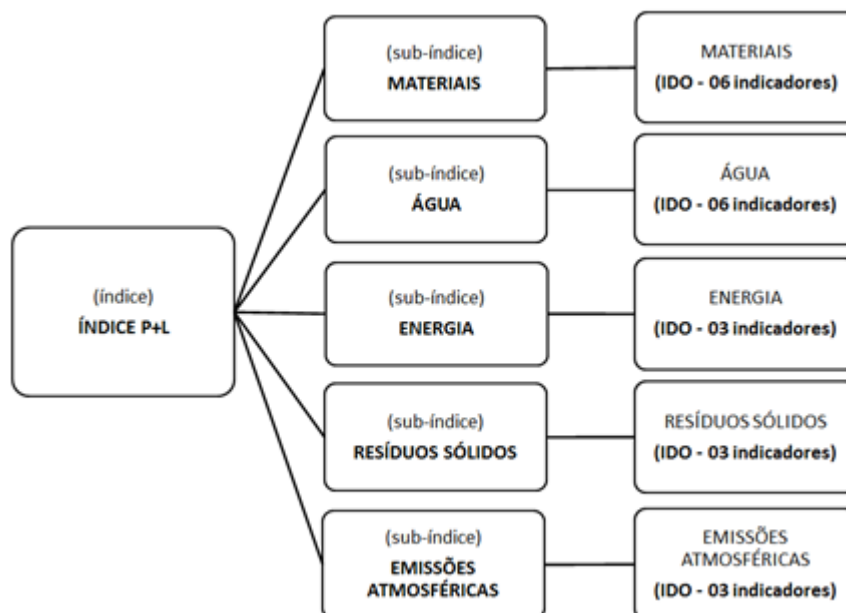 (sub-índice)
MATERIAIS
MATERIAIS
(IDO - 06 indicadores)
(sub-índice)
ÁGUA
ÁGUA
(IDO - 06 indicadores)
(índice)
ÍNDICE P+L
(sub-índice)
ENERGIA
ENERGIA
(IDO - 03 indicadores)
(sub-índice)
RESÍDUOS SÓLIDOS
RESÍDUOS SÓLIDOS
(IDO - 03 indicadores)
(sub-índice)
EMISSÕES
ATMOSFÉRICAS
EMISSÕES
ATMOSFÉRICAS
(IDO - 03 indicadores)